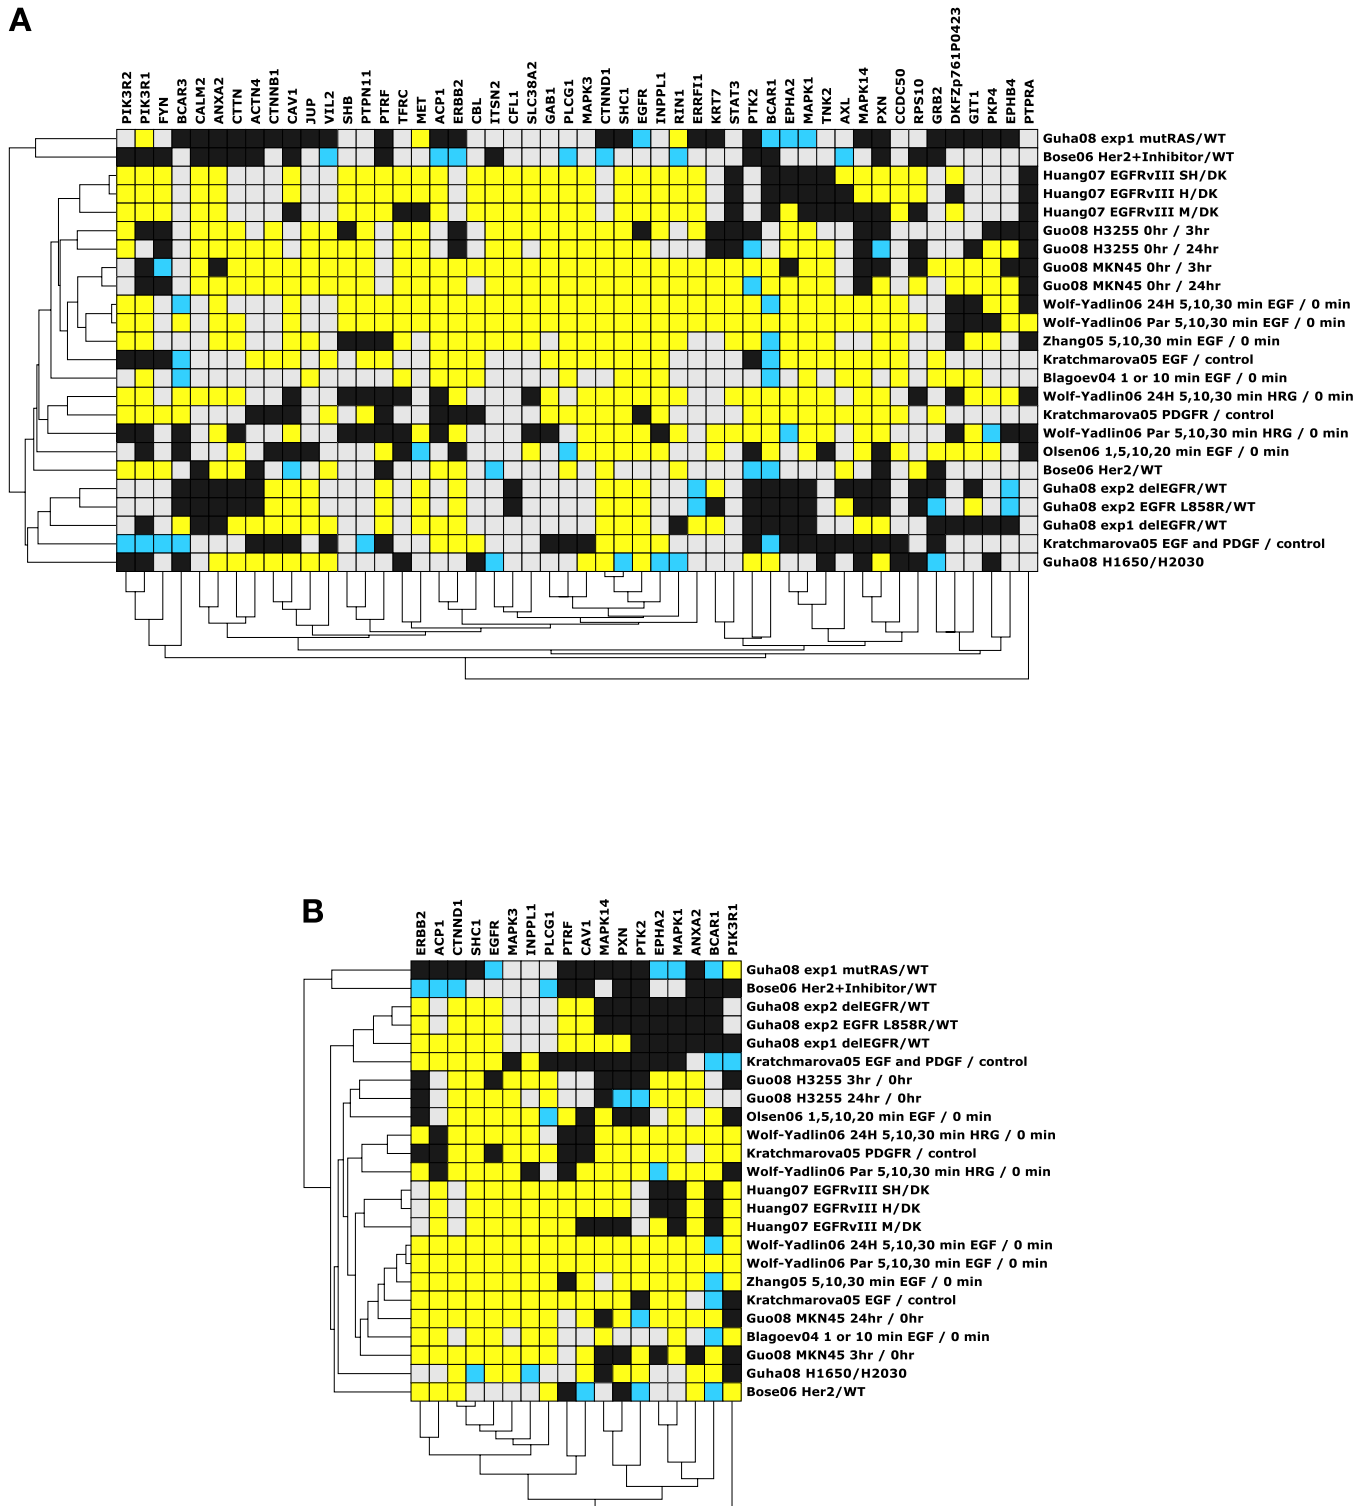 A
PIK3R2
PIK3R1
FYN
BCAR3
CALM2
ANXA2
CTTN
ACTN4
CTNNB1
CAV1
JUP
VIL2
SHB
PTPN11
PTRF
TFRC
MET
ACP1
ERBB2
CBL
ITSN2
CFL1
SLC38A2
GAB1
PLCG1
MAPK3
CTNND1
SHC1
EGFR
INPPL1
RIN1
ERRFI1
KRT7
STAT3
PTK2
BCAR1
EPHA2
MAPK1
TNK2
AXL
MAPK14
PXN
CCDC50
RPS10
GRB2
DKFZp761P0423
GIT1
PKP4
EPHB4
PTPRA
Guha08 exp1 mutRAS/WT
Bose06 Her2+Inhibitor/WT
Huang07 EGFRvIII SH/DK
Huang07 EGFRvIII H/DK
Huang07 EGFRvIII M/DK
Guo08 H3255 0hr / 3hr
Guo08 H3255 0hr / 24hr
Guo08 MKN45 0hr / 3hr
Guo08 MKN45 0hr / 24hr
Wolf-Yadlin06 24H 5,10,30 min EGF / 0 min
Wolf-Yadlin06 Par 5,10,30 min EGF / 0 min
Zhang05 5,10,30 min EGF / 0 min
Kratchmarova05 EGF / control
Blagoev04 1 or 10 min EGF / 0 min
Wolf-Yadlin06 24H 5,10,30 min HRG / 0 min
Kratchmarova05 PDGFR / control
Wolf-Yadlin06 Par 5,10,30 min HRG / 0 min
Olsen06 1,5,10,20 min EGF / 0 min
Bose06 Her2/WT
Guha08 exp2 delEGFR/WT
Guha08 exp2 EGFR L858R/WT
Guha08 exp1 delEGFR/WT
Kratchmarova05 EGF and PDGF / control
Guha08 H1650/H2030
B
ERBB2
ACP1
CTNND1
SHC1
EGFR
MAPK3
INPPL1
PLCG1
PTRF
CAV1
MAPK14
PXN
PTK2
EPHA2
MAPK1
ANXA2
BCAR1
PIK3R1
Guha08 exp1 mutRAS/WT
Bose06 Her2+Inhibitor/WT
Guha08 exp2 delEGFR/WT
Guha08 exp2 EGFR L858R/WT
Guha08 exp1 delEGFR/WT
Kratchmarova05 EGF and PDGF / control
Guo08 H3255 3hr / 0hr
Guo08 H3255 24hr / 0hr
Olsen06 1,5,10,20 min EGF / 0 min
Wolf-Yadlin06 24H 5,10,30 min HRG / 0 min
Kratchmarova05 PDGFR / control
Wolf-Yadlin06 Par 5,10,30 min HRG / 0 min
Huang07 EGFRvIII SH/DK
Huang07 EGFRvIII H/DK
Huang07 EGFRvIII M/DK
Wolf-Yadlin06 24H 5,10,30 min EGF / 0 min
Wolf-Yadlin06 Par 5,10,30 min EGF / 0 min
Zhang05 5,10,30 min EGF / 0 min
Kratchmarova05 EGF / control
Guo08 MKN45 24hr / 0hr
Blagoev04 1 or 10 min EGF / 0 min
Guo08 MKN45 3hr / 0hr
Guha08 H1650/H2030
Bose06 Her2/WT